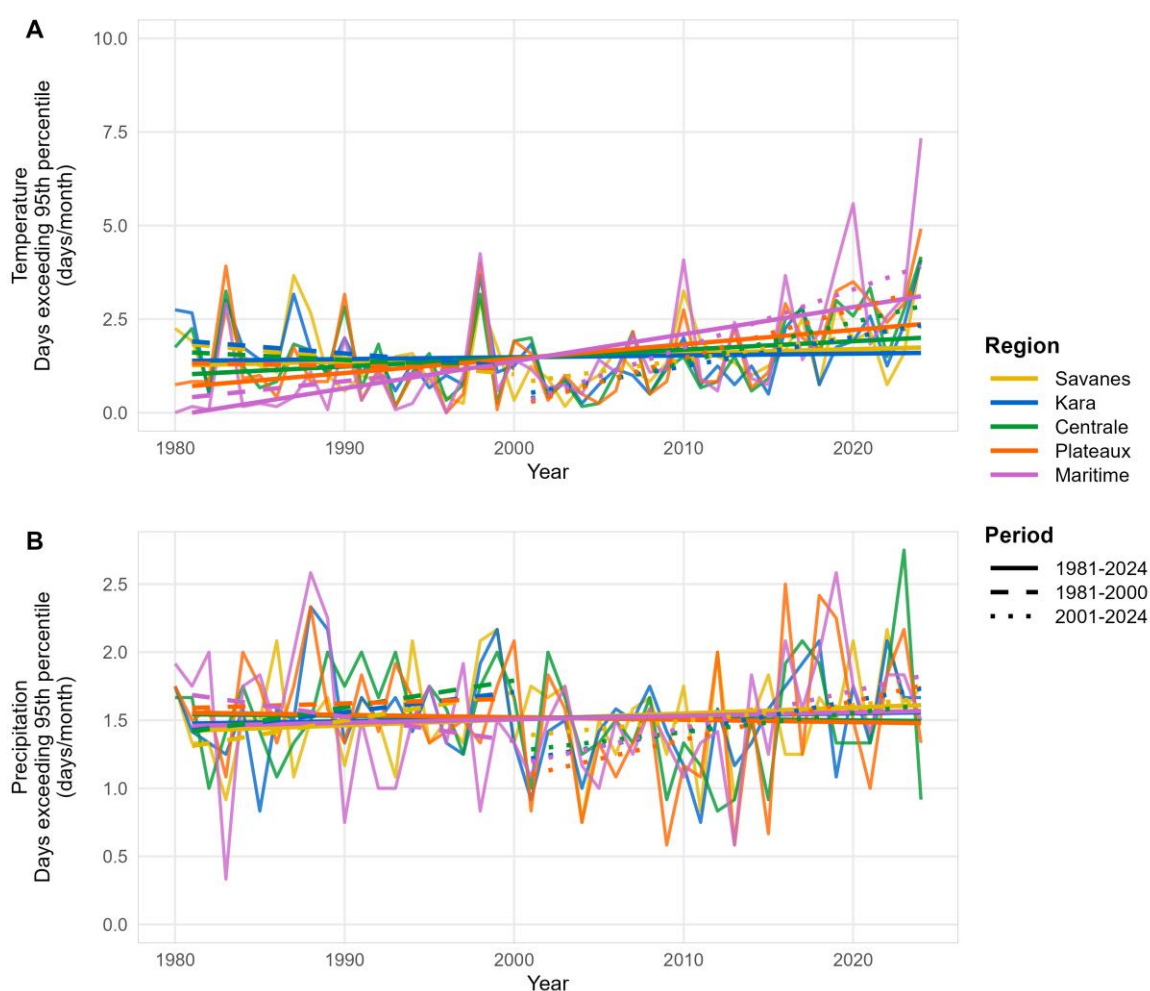 A
Temperature
Days exceeding 95th percentile
(days/month)
10.0
7.5
5.0
2.5
0.0
1980
1990
2000
2010
2020
Year
Region
Savanes
Kara
Centrale
Plateaux
Maritime
Period
1981-2024
1981-2000
2001-2024
B
Precipitation
Days exceeding 95th percentile
(days/month)
2.5
2.0
1.5
1.0
0.5
0.0
1980
1990
2000
2010
2020
Year